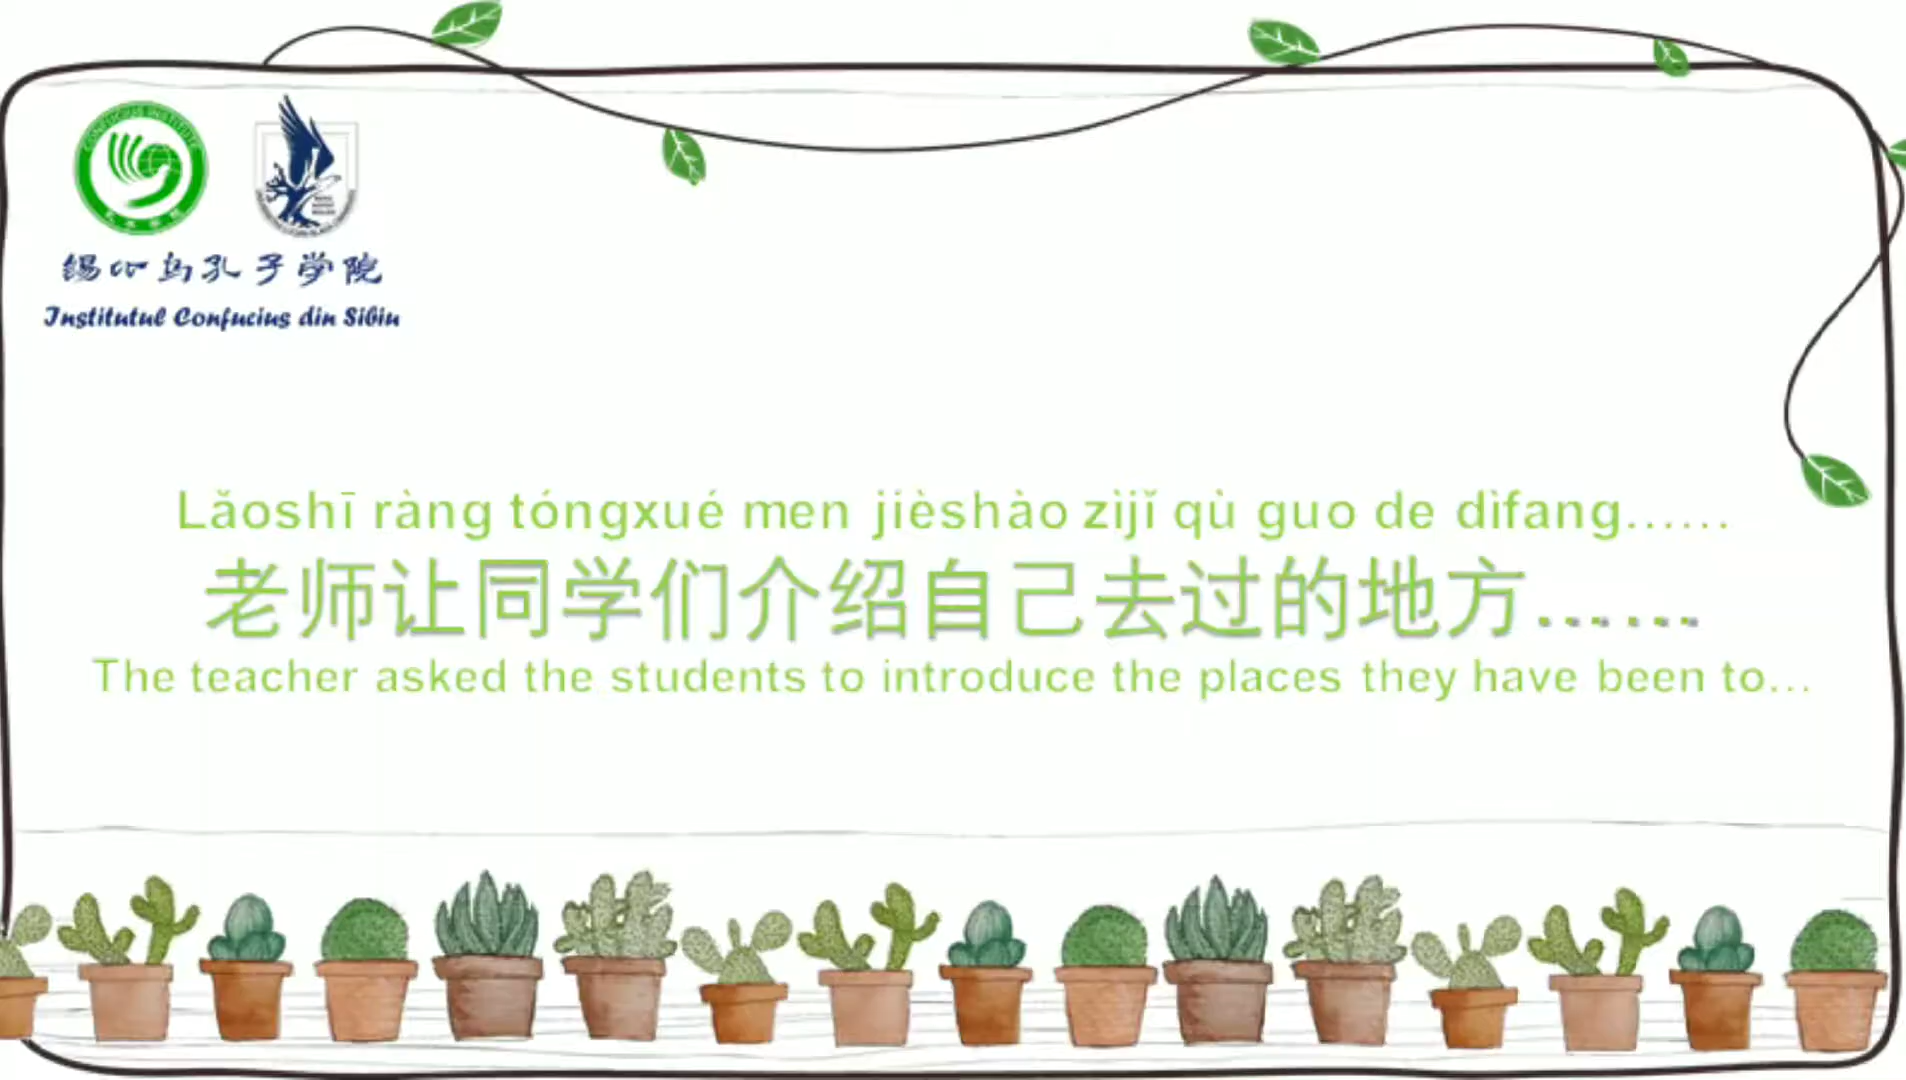 CONFUCIUS INSTITUTE
锡比乌孔子学院
Institutul Confucius din Sibiu
Lǎoshī ràng tóngxué men jièshào zìjǐ qù guo de dìfang……
老师让同学们介绍自己去过的地方……
The teacher asked the students to introduce the places they have been to...